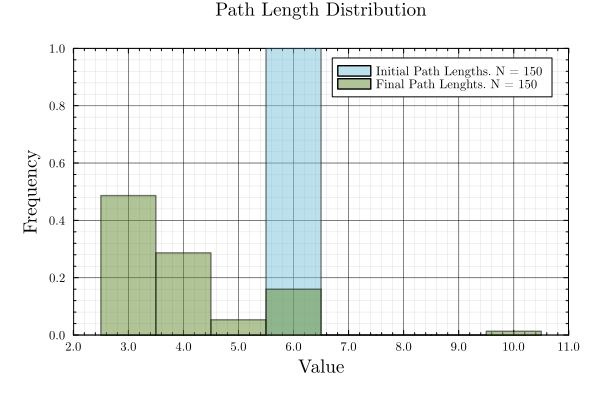 Path Length Distribution
1.0
0.8
0.6
0.4
0.2
0.0
Frequency
Initial Path Lengths. N = 150
Final Path Lenghts. N = 150
2.0 3.0 4.0 5.0 6.0 7.0 8.0 9.0 10.0 11.0
Value